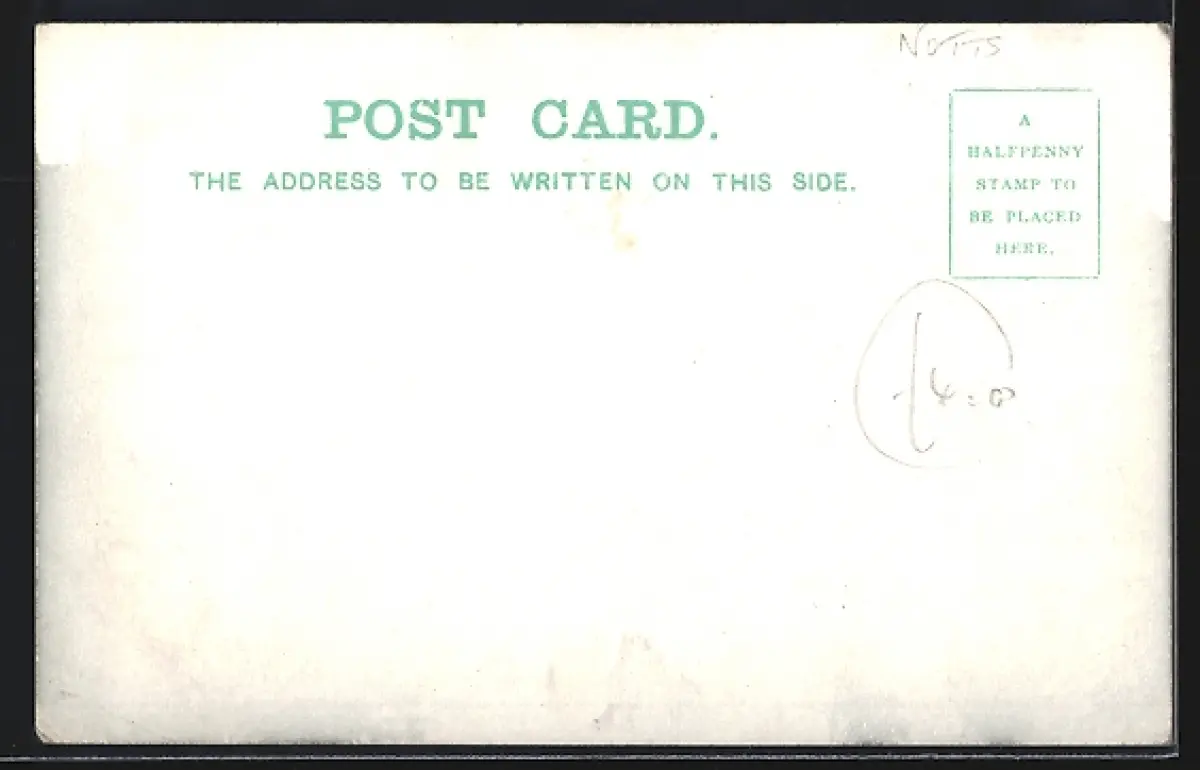 NOTTS
POST CARD.
THE ADDRESS TO BE WRITTEN ON THIS SIDE.
A
HALFPENNY
STAMP TO
BE PLACED
HERE.